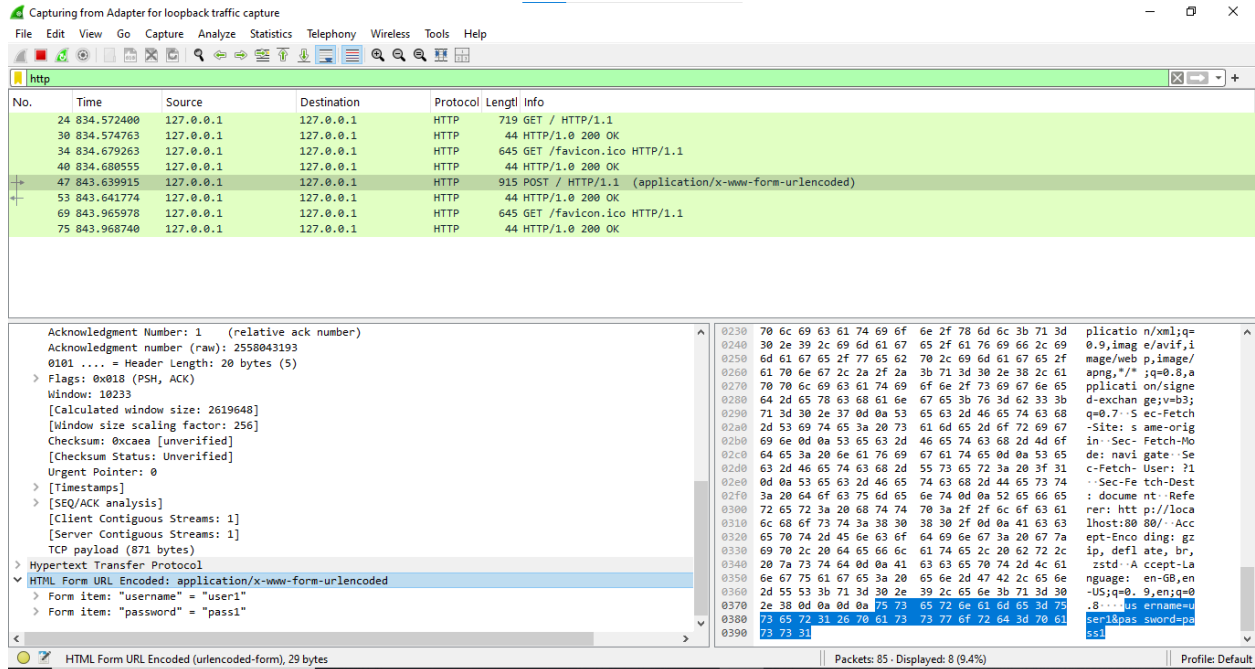 Capturing from Adapter for loopback traffic capture
File Edit View Go Capture Analyze Statistics Telephony Wireless Tools Help
http
No. Time Source Destination Protocol Lengtl Info
24 834.572400 127.0.0.1 127.0.0.1 HTTP 719 GET / HTTP/1.1
30 834.574763 127.0.0.1 127.0.0.1 HTTP 44 HTTP/1.0 200 OK
34 834.679263 127.0.0.1 127.0.0.1 HTTP 645 GET /favicon.ico HTTP/1.1
40 834.680555 127.0.0.1 127.0.0.1 HTTP 44 HTTP/1.0 200 OK
47 843.639915 127.0.0.1 127.0.0.1 HTTP 915 POST / HTTP/1.1 (application/x-www-form-urlencoded)
53 843.641774 127.0.0.1 127.0.0.1 HTTP 44 HTTP/1.0 200 OK
69 843.965978 127.0.0.1 127.0.0.1 HTTP 645 GET /favicon.ico HTTP/1.1
75 843.968740 127.0.0.1 127.0.0.1 HTTP 44 HTTP/1.0 200 OK
Acknowledgment Number: 1 (relative ack number)
Acknowledgment number (raw): 2558043193
0101 .... = Header Length: 20 bytes (5)
Flags: 0x018 (PSH, ACK)
Window: 10233
[Calculated window size: 2619648]
[Window size scaling factor: 256]
Checksum: 0xcaea [unverified]
[Checksum Status: Unverified]
Urgent Pointer: 0
[Timestamps]
[SEQ/ACK analysis]
[Client Contiguous Streams: 1]
[Server Contiguous Streams: 1]
TCP payload (871 bytes)
Hypertext Transfer Protocol
HTML Form URL Encoded: application/x-www-form-urlencoded
Form item: "username" = "user1"
Form item: "password" = "pass1"
0230 70 6c 69 63 61 74 69 6f 6e 2f 78 6d 6c 3b 71 3d plicatio n/xml;q=
0240 30 2e 39 2c 69 6d 61 67 65 2f 61 76 69 66 2c 69 0.9,imag e/avif,i
0250 6d 61 67 65 2f 77 65 62 70 2c 69 6d 61 67 65 2f mage/web p,image/
0260 61 70 6e 67 2c 2a 2f 2a 3b 71 3d 30 2e 38 2c 61 apng,*/* ;q=0.8,a
0270 70 70 6c 69 63 61 74 69 6f 6e 2f 73 69 67 6e 65 pplicati on/signe
0280 64 2d 65 78 63 68 61 6e 67 65 3b 76 3d 62 33 3b d-exchan ge;v=b3;
0290 71 3d 30 2e 37 0d 0a 53 65 63 2d 46 65 74 63 68 q=0.7··S ec-Fetch
02a0 2d 53 69 74 65 3a 20 73 61 6d 65 2d 6f 72 69 67 -Site: s ame-orig
02b0 69 6e 0d 0a 53 65 63 2d 46 65 74 63 68 2d 4d 6f in··Sec- Fetch-Mo
02c0 64 65 3a 20 6e 61 76 69 67 61 74 65 0d 0a 53 65 de: navi gate··Se
02d0 63 2d 46 65 74 63 68 2d 55 73 65 72 3a 20 3f 31 c-Fetch- User: ?1
02e0 0d 0a 53 65 63 2d 46 65 74 63 68 2d 44 65 73 74 ··Sec-Fe tch-Dest
02f0 3a 20 64 6f 63 75 6d 65 6e 74 0d 0a 52 65 66 65 : docume nt··Refe
0300 72 65 72 3a 20 68 74 74 70 3a 2f 2f 6c 6f 63 61 rer: htt p://loca
0310 6c 68 6f 73 74 3a 38 30 38 30 2f 0d 0a 41 63 63 lhost:80 80/··Acc
0320 65 70 74 2d 45 6e 63 6f 64 69 6e 67 3a 20 67 7a ept-Enco ding: gz
0330 69 70 2c 20 64 65 66 6c 61 74 65 2c 20 62 72 2c ip, defl ate, br,
0340 20 7a 73 74 64 0d 0a 41 63 63 65 70 74 2d 4c 61 zstd··A ccept-La
0350 6e 67 75 61 67 65 3a 20 65 6e 2d 47 42 2c 65 6e nguage: en-GB,en
0360 2d 55 53 3b 71 3d 30 2e 39 2c 65 6e 3b 71 3d 30 -US;q=0. 9,en;q=0
0370 2e 38 0d 0a 0d 0a 75 73 65 72 6e 61 6d 65 3d 75 .8····us ername=u
0380 73 65 72 31 26 70 61 73 73 77 6f 72 64 3d 70 61 ser1&pas sword=pa
0390 73 73 31 ss1
HTML Form URL Encoded (urlencoded-form), 29 bytes
Packets: 85 · Displayed: 8 (9.4%)
Profile: Default